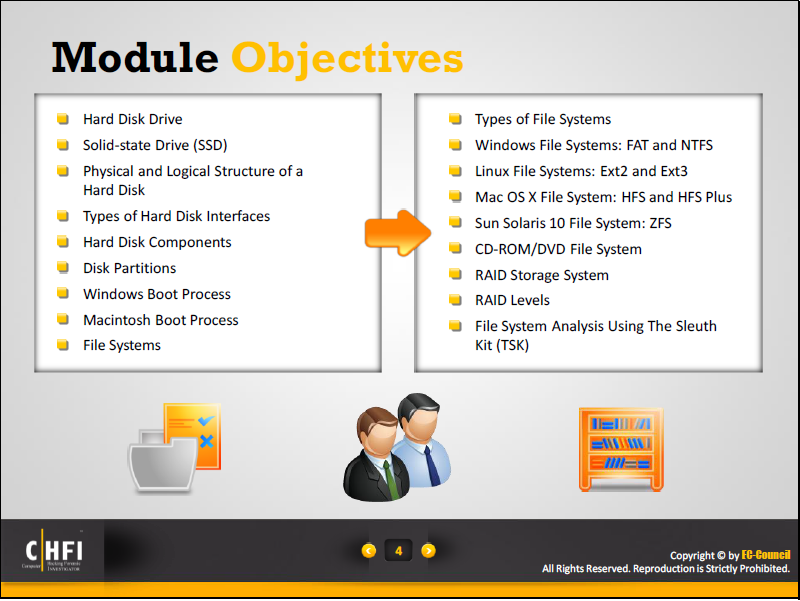 Module Objectives
Hard Disk Drive
Solid-state Drive (SSD)
Physical and Logical Structure of a
Hard Disk
Types of Hard Disk Interfaces
Hard Disk Components
Disk Partitions
Windows Boot Process
Macintosh Boot Process
File Systems
Types of File Systems
Windows File Systems: FAT and NTFS
Linux File Systems: Ext2 and Ext3
Mac OS X File System: HFS and HFS Plus
Sun Solaris 10 File System: ZFS
CD-ROM/DVD File System
RAID Storage System
RAID Levels
File System Analysis Using The Sleuth
Kit (TSK)
CHFI
Computer Hacking Forensic
INVESTIGATOR
4
Copyright © by EC-Council
All Rights Reserved. Reproduction is Strictly Prohibited.